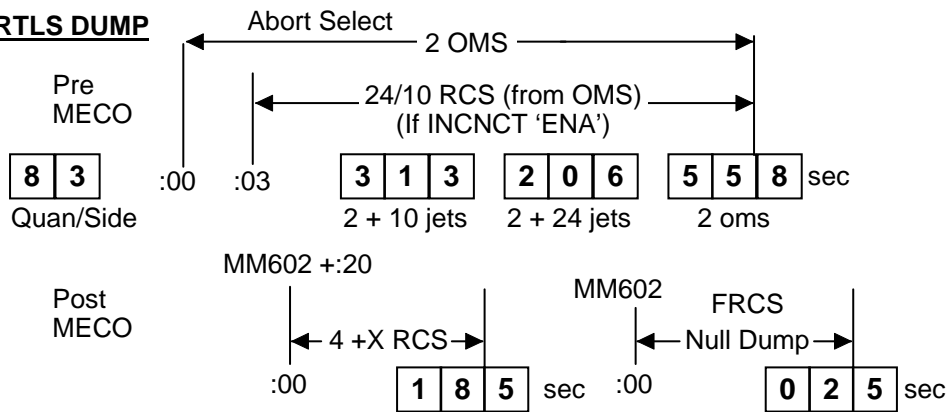 RTLS DUMP
Abort Select
2 OMS
Pre
MECO
24/10 RCS (from OMS)
(If INCNCT ‘ENA’)
8 3 :00 :03 3 1 3 2 0 6 5 5 8 sec
Quan/Side 2 + 10 jets 2 + 24 jets 2 oms
MM602 +:20
MM602 FRCS
Post
MECO
4 +X RCS Null Dump
:00 1 8 5 sec :00 0 2 5 sec